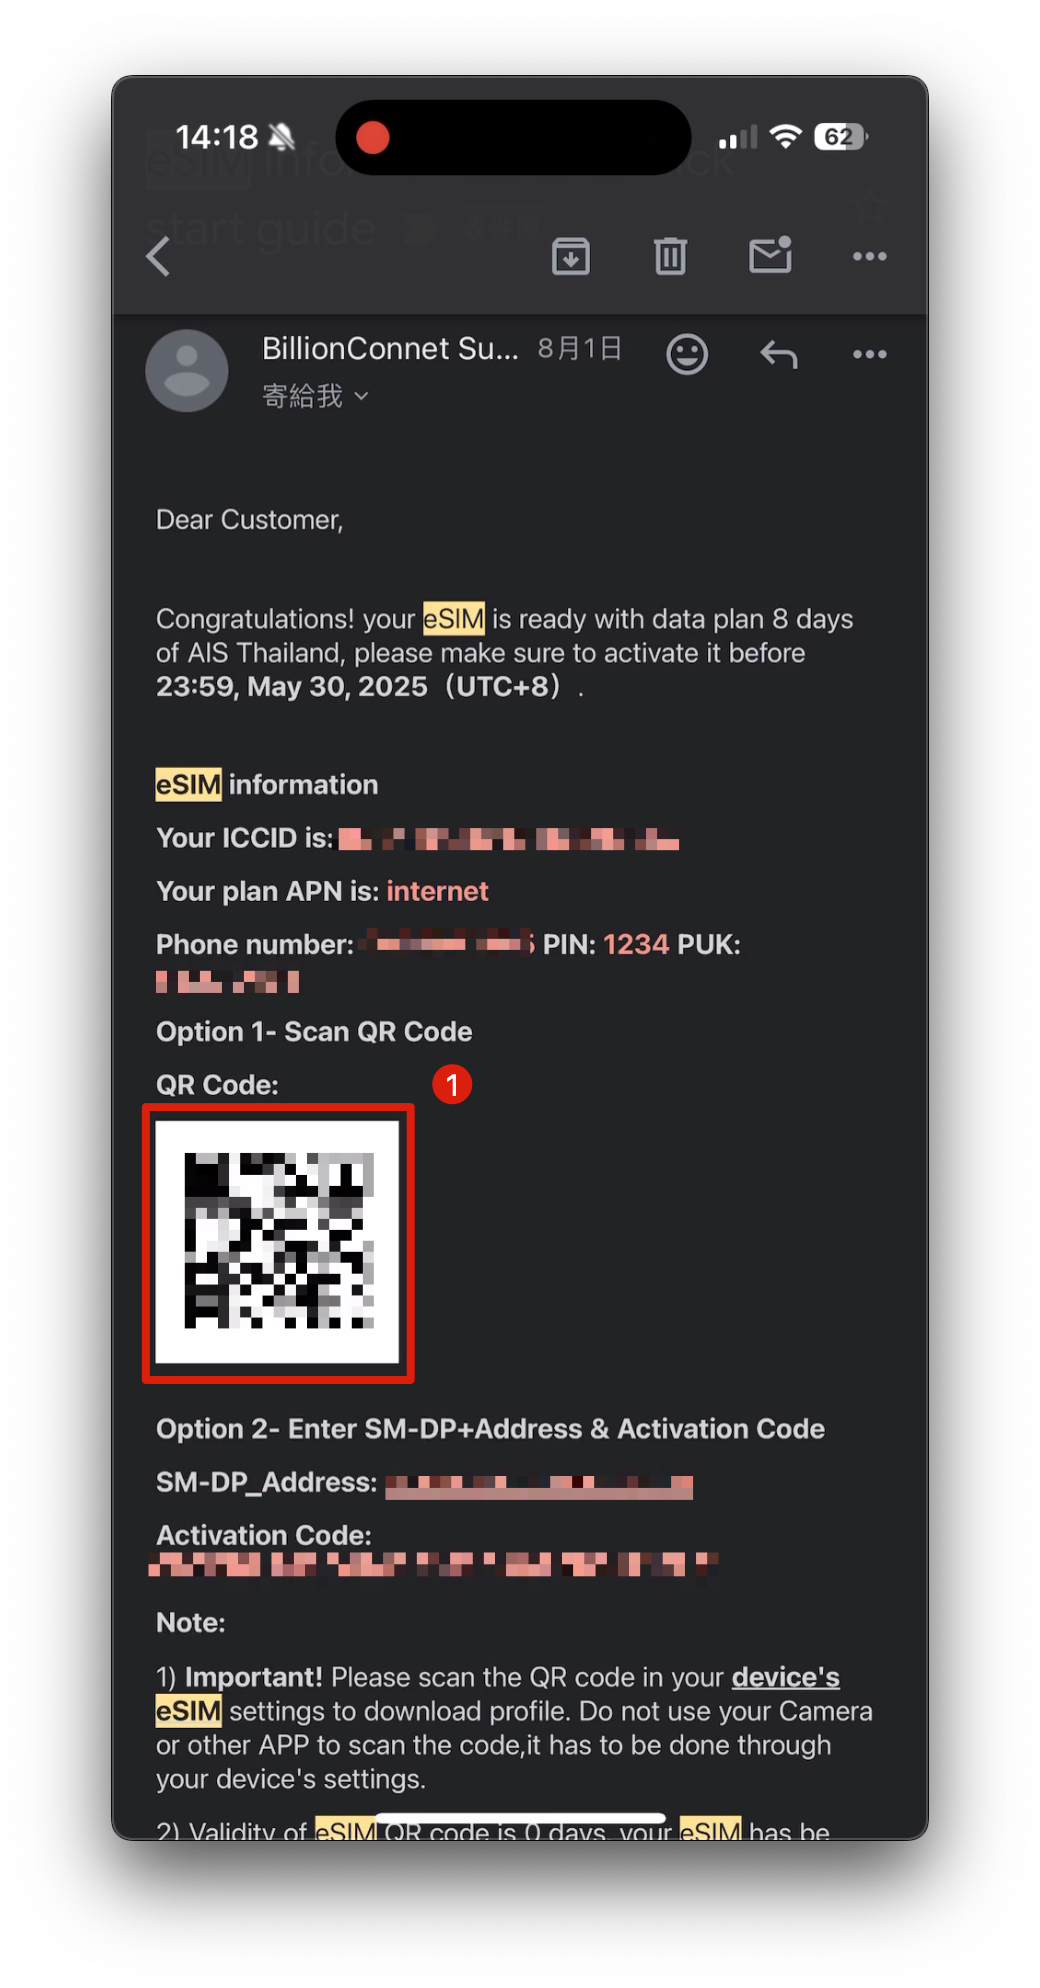 14:18
62
eSIM
start guide
BillionConnet Su... 8月1日
寄給我
Dear Customer,
Congratulations! your eSIM is ready with data plan 8 days
of AIS Thailand, please make sure to activate it before
23:59, May 30, 2025（UTC+8）.
eSIM information
Your ICCID is:
Your plan APN is: internet
Phone number: PIN: 1234 PUK:
Option 1- Scan QR Code
QR Code:
1
Option 2- Enter SM-DP+Address & Activation Code
SM-DP_Address:
Activation Code:
Note:
1) Important! Please scan the QR code in your device's
eSIM settings to download profile. Do not use your Camera
or other APP to scan the code,it has to be done through
your device's settings.
2) Validity of eSIM QR code is 0 days, your eSIM has be